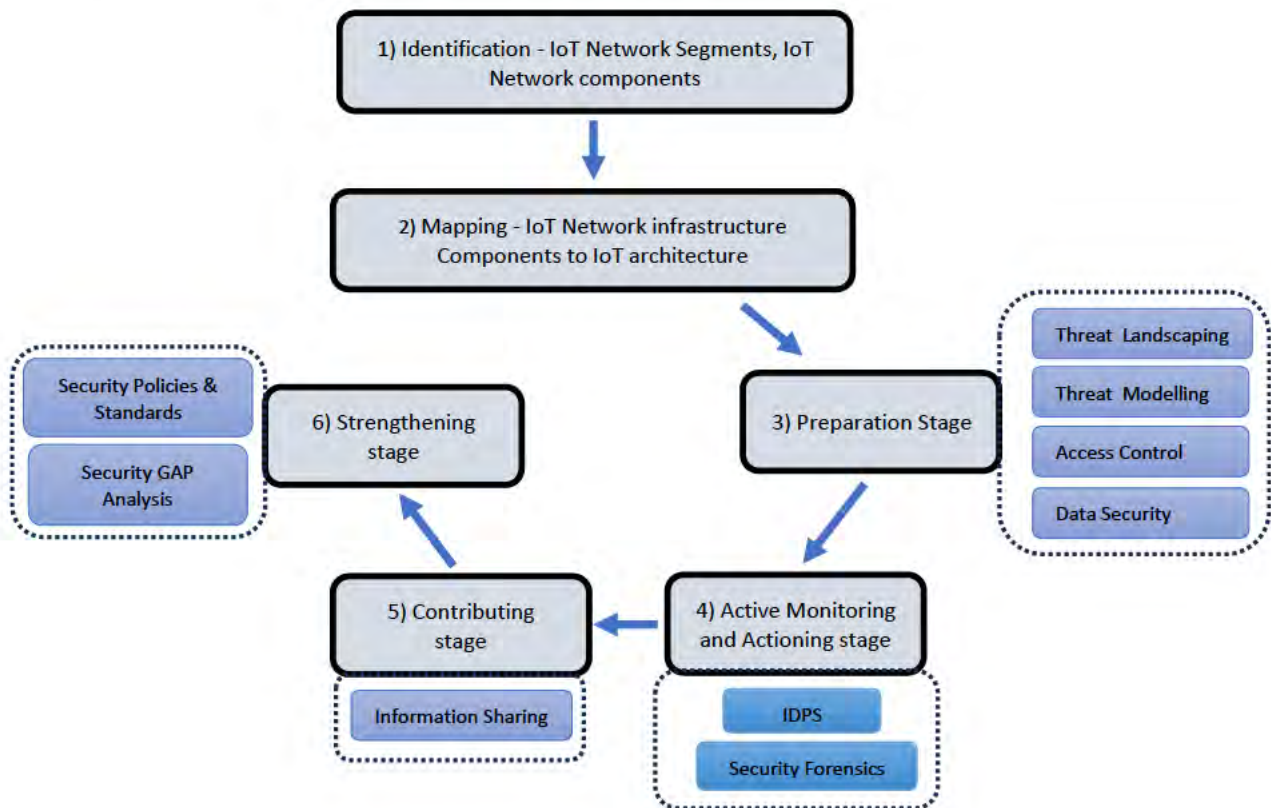 1) Identification - IoT Network Segments, IoT
Network components
2) Mapping - IoT Network infrastructure
Components to IoT architecture
3) Preparation Stage
Threat Landscaping
Threat Modelling
Access Control
Data Security
4) Active Monitoring
and Actioning stage
IDPS
Security Forensics
5) Contributing
stage
Information Sharing
6) Strengthening
stage
Security Policies &
Standards
Security GAP
Analysis